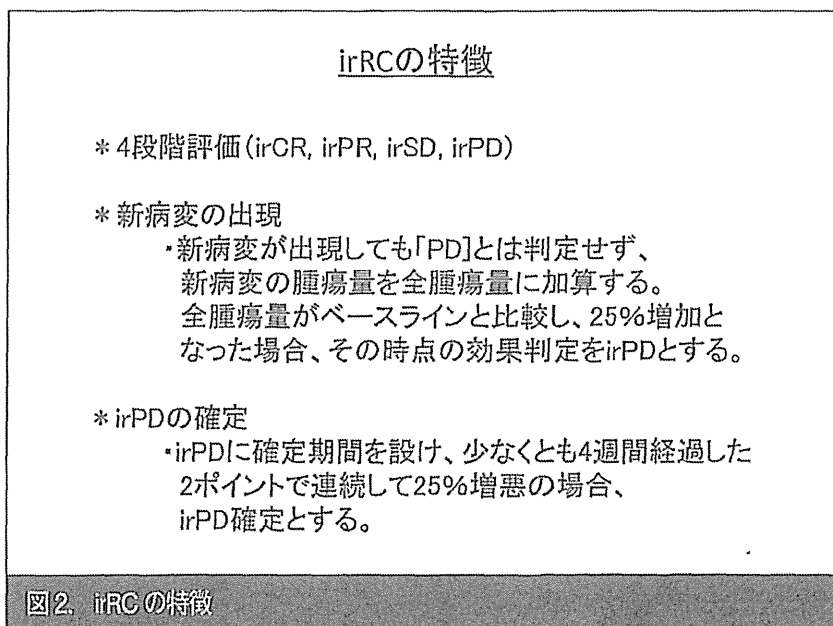 irRCの特徴
＊4段階評価(irCR, irPR, irSD, irPD)
＊新病変の出現
・新病変が出現しても「PD]とは判定せず、
新病変の腫瘍量を全腫瘍量に加算する。
全腫瘍量がベースラインと比較し、25%増加と
なった場合、その時点の効果判定をirPDとする。
＊irPDの確定
・irPDに確定期間を設け、少なくとも4週間経過した
2ポイントで連続して25%増悪の場合、
irPD確定とする。
図2. irRCの特徴